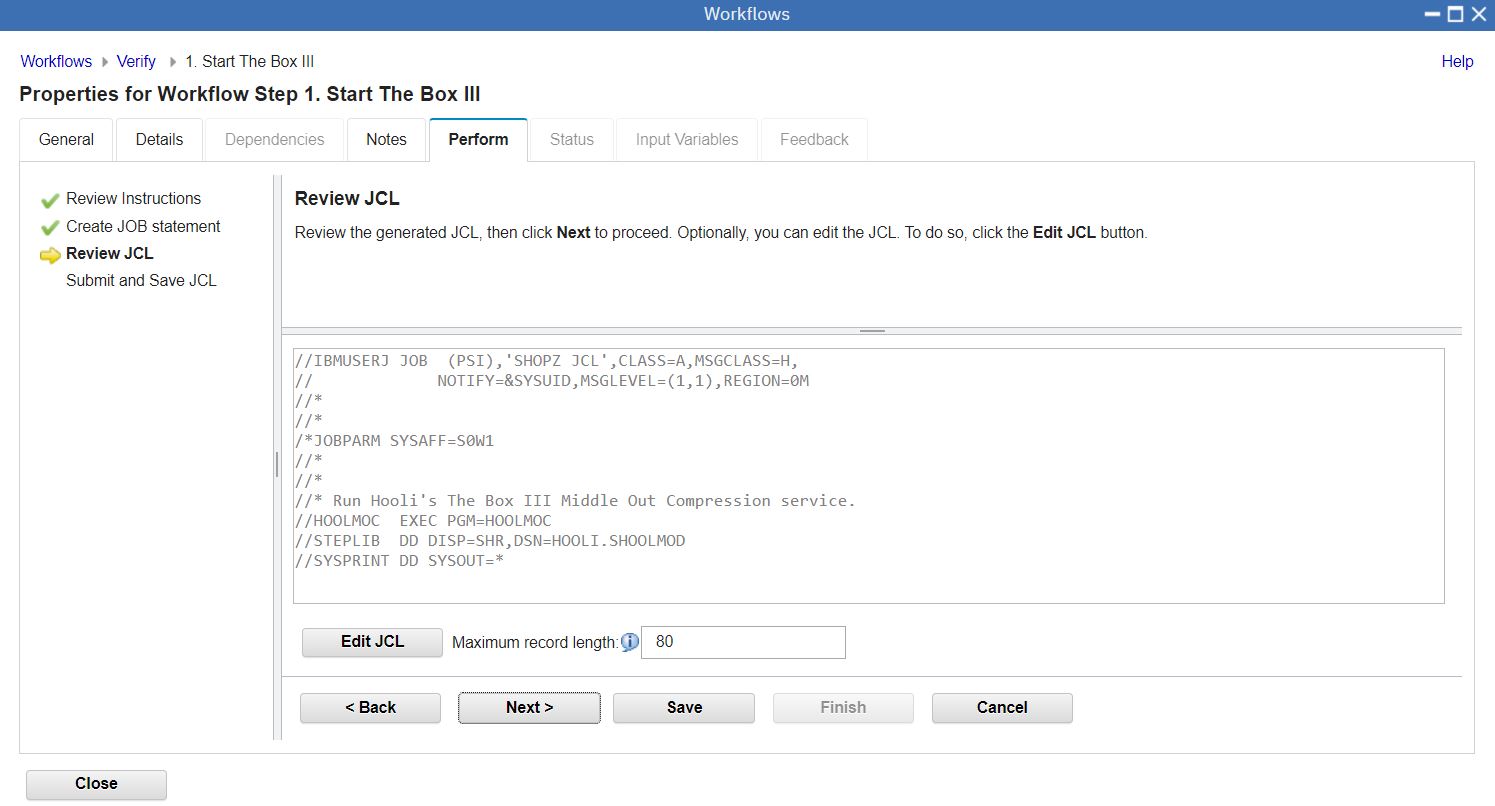 Workflows
Workflows Verify 1. Start The Box III Help
Properties for Workflow Step 1. Start The Box III
General Details Dependencies Notes Perform Status Input Variables Feedback
Review Instructions
Create JOB statement
Review JCL
Submit and Save JCL
Review JCL
Review the generated JCL, then click Next to proceed. Optionally, you can edit the JCL. To do so, click the Edit JCL button.
//IBMUSERJ JOB  (PSI),'SHOPZ JCL',CLASS=A,MSGCLASS=H,
//             NOTIFY=&SYSUID,MSGLEVEL=(1,1),REGION=0M
//*
//*
/*JOBPARM SYSAFF=S0W1
//*
//*
//* Run Hooli's The Box III Middle Out Compression service.
//HOOLMOC  EXEC PGM=HOOLMOC
//STEPLIB  DD DISP=SHR,DSN=HOOLI.SHOOLMOD
//SYSPRINT DD SYSOUT=*
Edit JCL Maximum record length: 80
< Back Next > Save Finish Cancel
Close